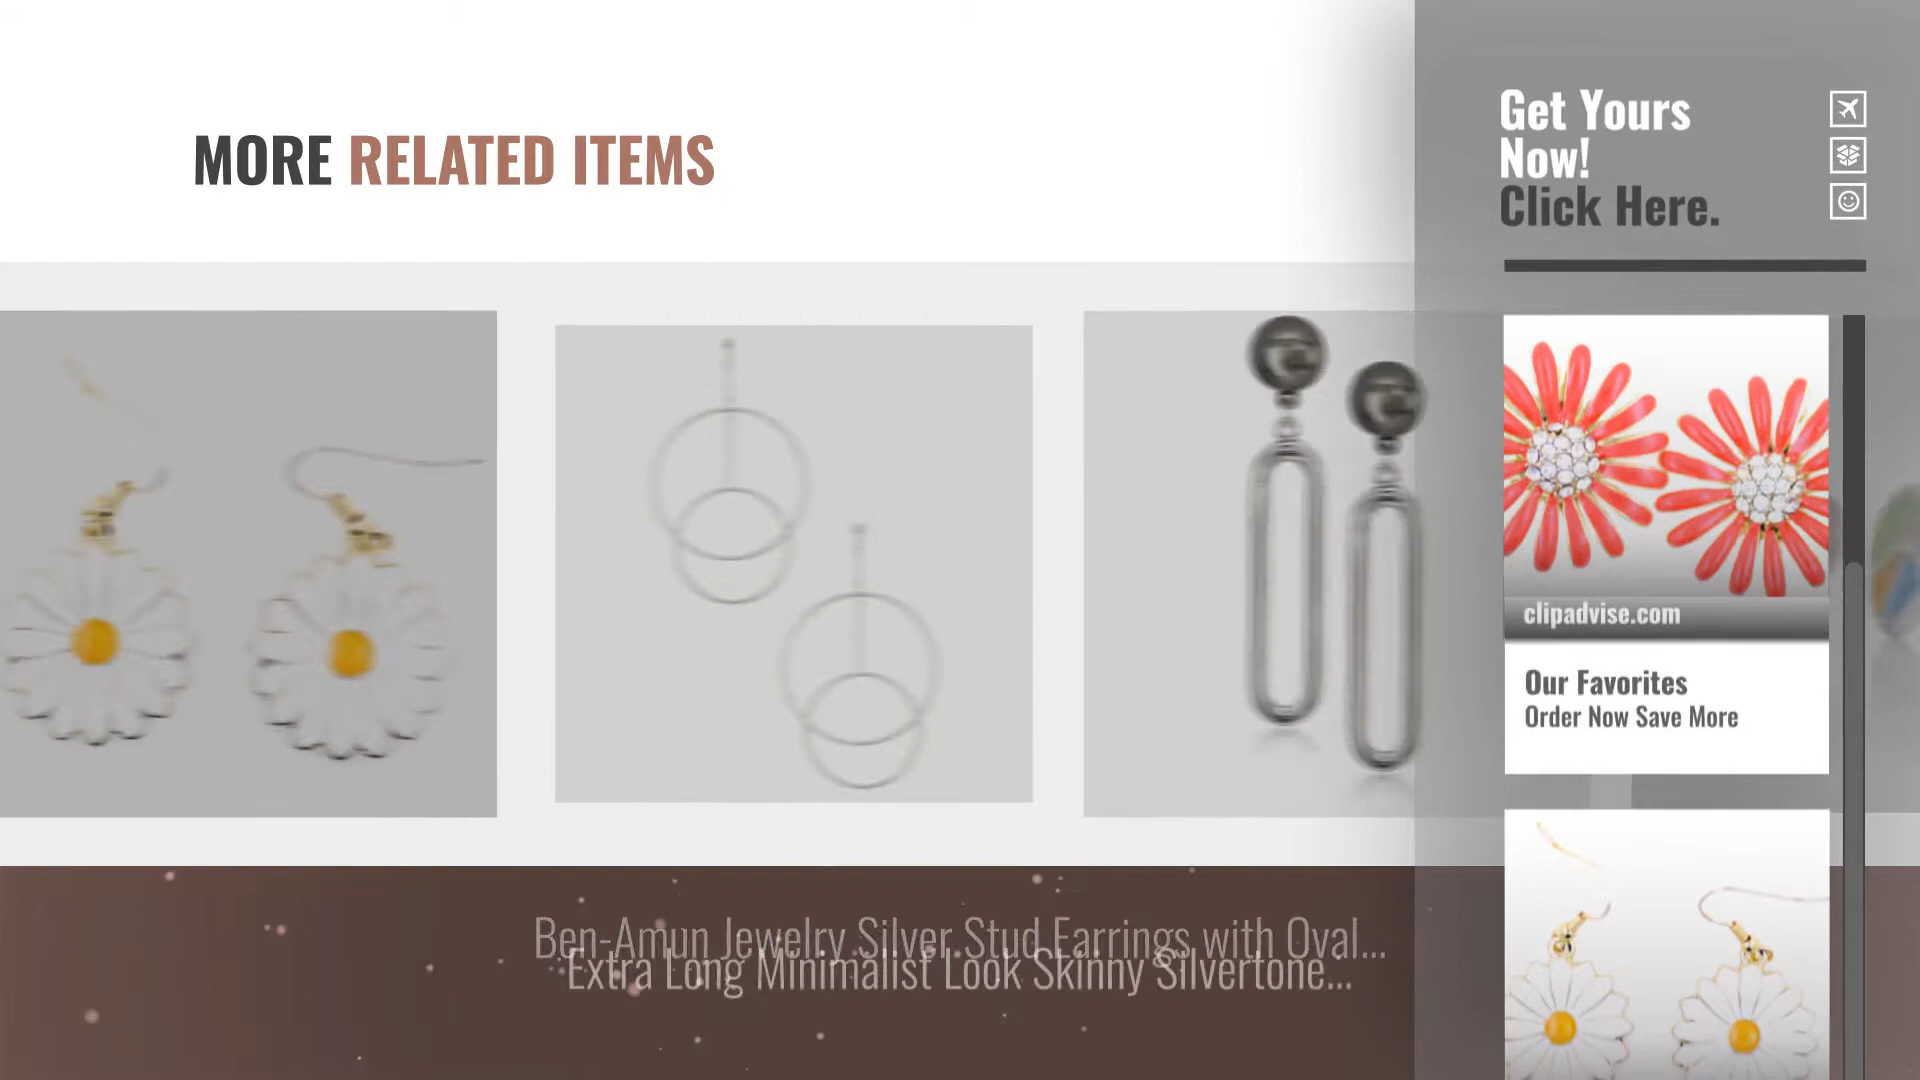 MORE RELATED ITEMS
Get Yours
Now!
Click Here.
clipadvise.com
Our Favorites
Order Now Save More
Ben-Amun Jewelry Silver Stud Earrings with Oval...
Extra Long Minimalist Look Skinny Silvertone...